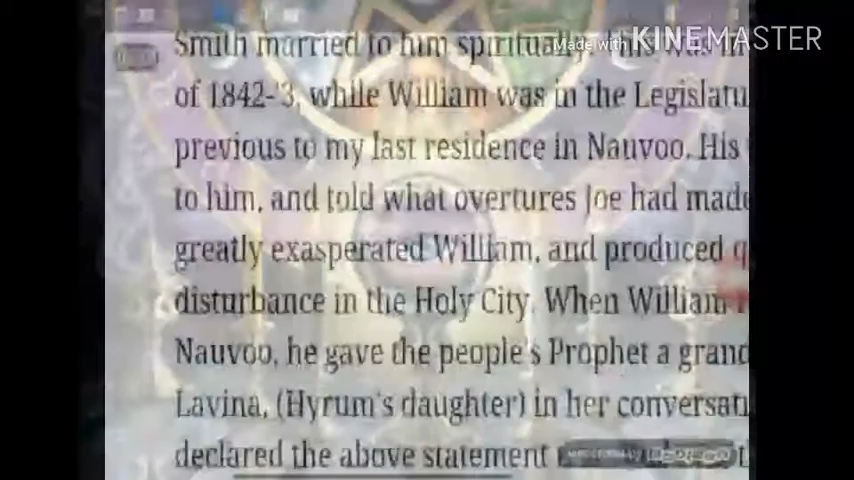 Smith married to him spiritually. This was in
Made with KINEMASTER
of 1842-'3, while William was in the Legislatu
previous to my last residence in Nauvoo. His
to him, and told what overtures Joe had made
greatly exasperated William, and produced q
disturbance in the Holy City. When William
Nauvoo, he gave the people's Prophet a grand
Lavina, (Hyrum's daughter) in her conversati
declared the above statement